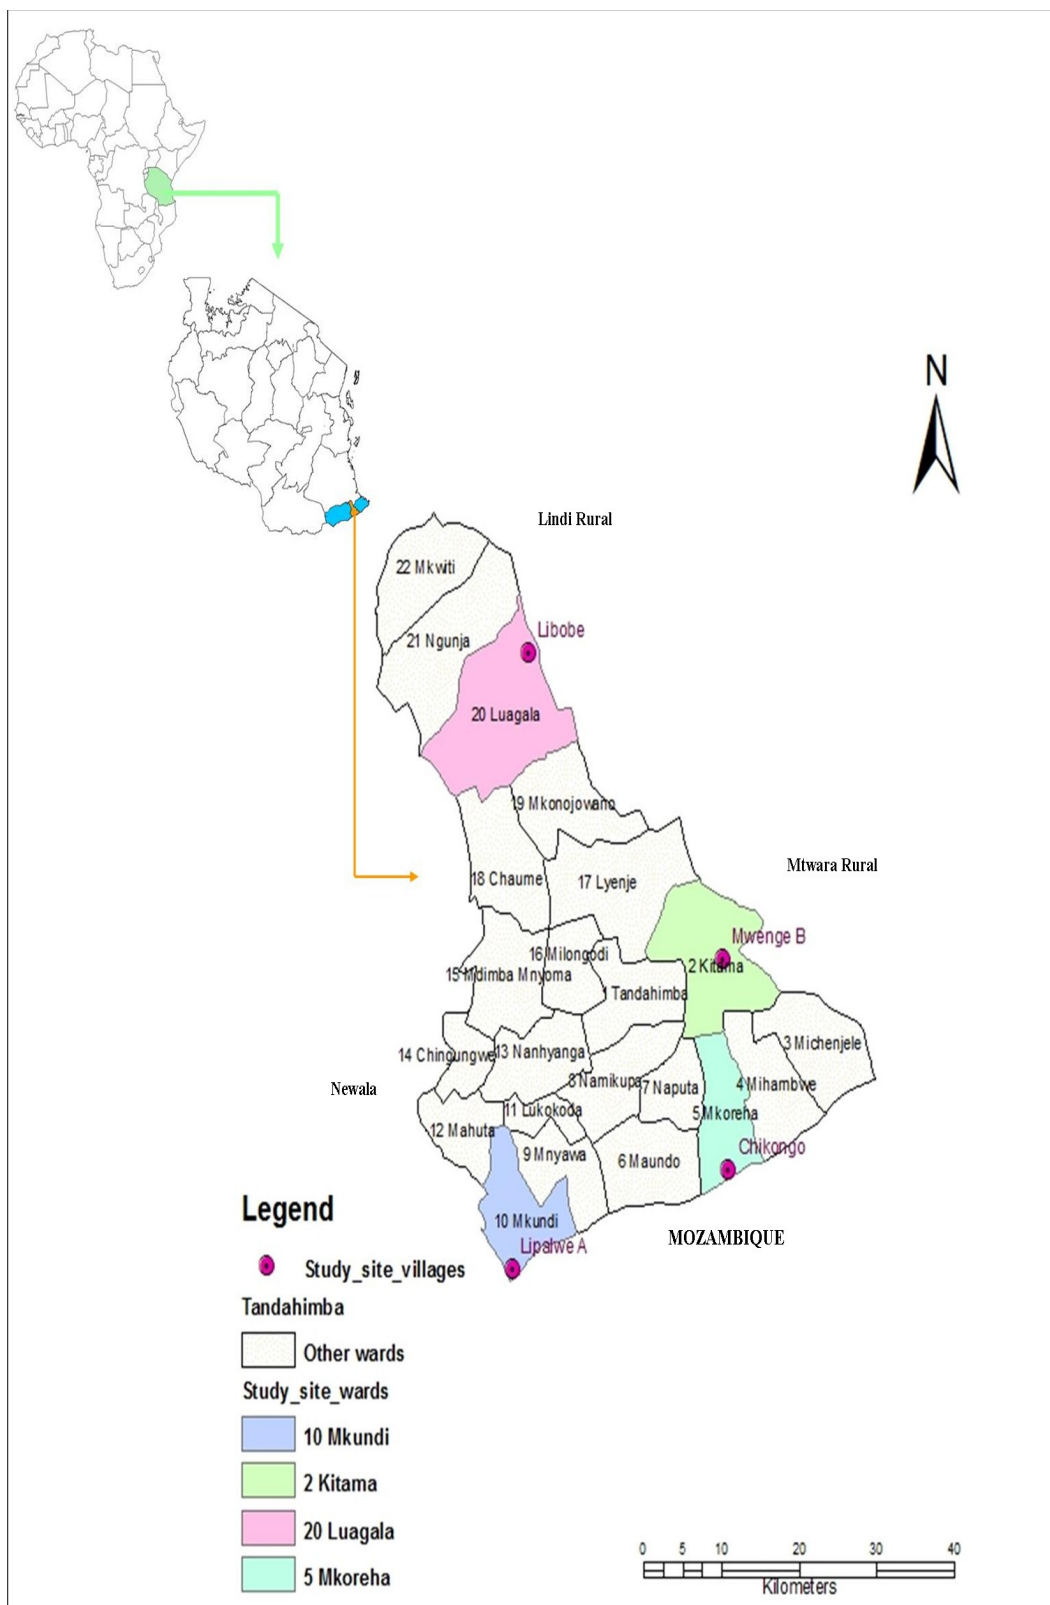 N
Lindi Rural
22 Mkwiti
Libobe
21 Ngunja
20 Luagala
19 Mkonojowano
Mtwara Rural
18 Chaume
17 Lyenje
Mwenge B
16 Milongodi
2 Kitama
15 Mdimba Mnyoma
1 Tandahimba
3 Michenjele
14 Chingungwe
13 Nanhyanga
8 Namikupa
7 Naputa
4 Mihambwe
Newala
11 Lukokoda
5 Mkoreha
12 Mahuta
9 Mnyawa
6 Maundo
Chikongo
Legend
10 Mkundi
MOZAMBIQUE
Lipalwe A
Study_site_villages
Tandahimba
Other wards
Study_site_wards
10 Mkundi
2 Kitama
20 Luagala
5 Mkoreha
0 5 10 20 30 40
Kilometers